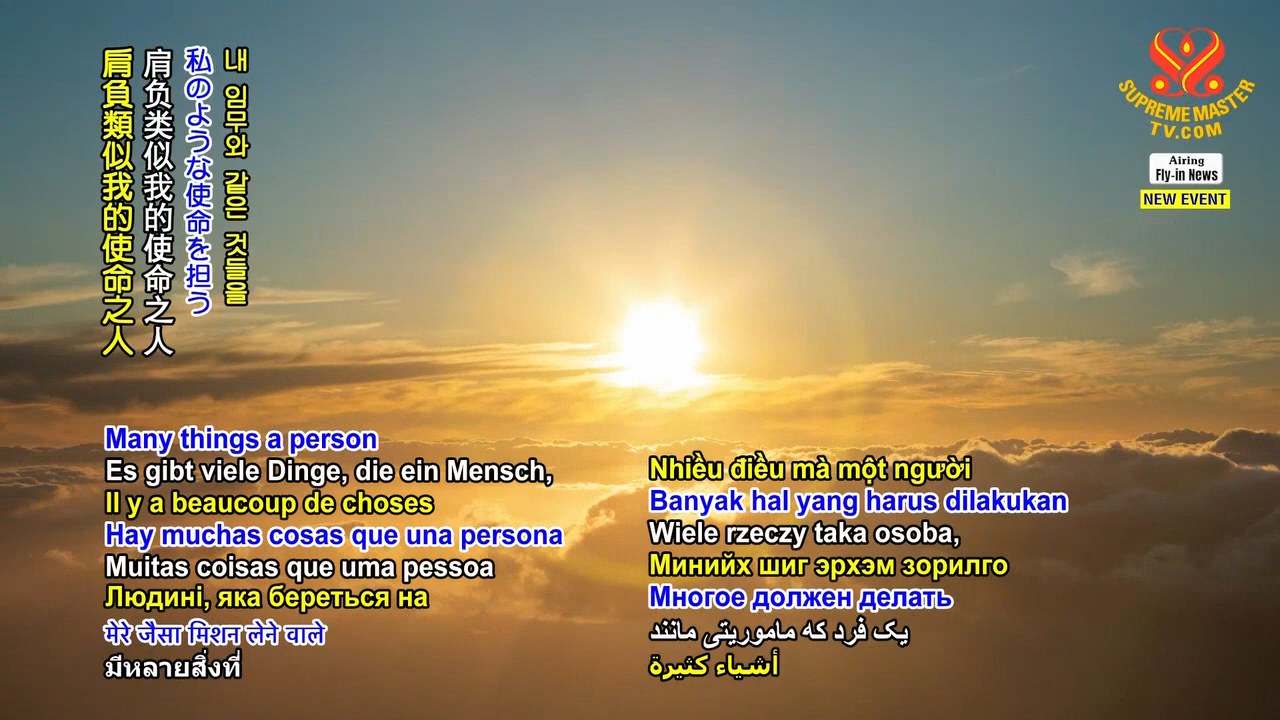 肩負類似我的使命之人
肩负类似我的使命之人
私のような使命を担う
내 임무와 같은 것들을
SUPREME MASTER
TV.COM
Airing
Fly-in News
NEW EVENT
Many things a person
Es gibt viele Dinge, die ein Mensch,
Il y a beaucoup de choses
Hay muchas cosas que una persona
Muitas coisas que uma pessoa
Людині, яка береться на
मेरे जैसा मिशन लेने वाले
มีหลายสิ่งที่
Nhiều điều mà một người
Banyak hal yang harus dilakukan
Wiele rzeczy taka osoba,
Минийх шиг эрхэм зорилго
Многое должен делать
یک فرد که ماموریتی مانند
أشياء كثيرة